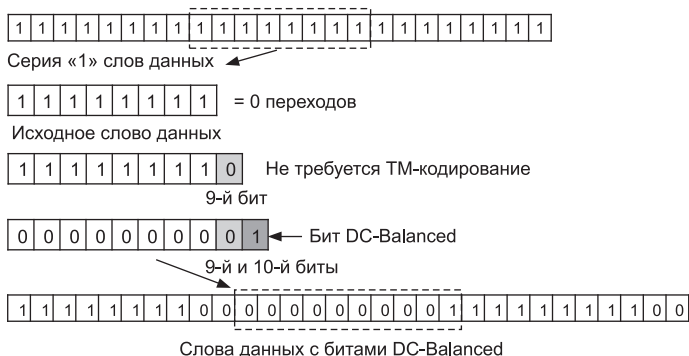 1 1 1 1 1 1 1 1 1 1 1 1 1 1 1 1 1 1 1 1 1 1 1 1
Серия «1» слов данных
1 1 1 1 1 1 1 1 = 0 переходов
Исходное слово данных
1 1 1 1 1 1 1 1 0 Не требуется ТМ-кодирование
9-й бит
0 0 0 0 0 0 0 0 0 1 Бит DC-Balanced
9-й и 10-й биты
1 1 1 1 1 1 1 1 0 0 0 0 0 0 0 0 0 0 0 1 1 1 1 1 1 1 1 1 0 0
Слова данных с битами DC-Balanced